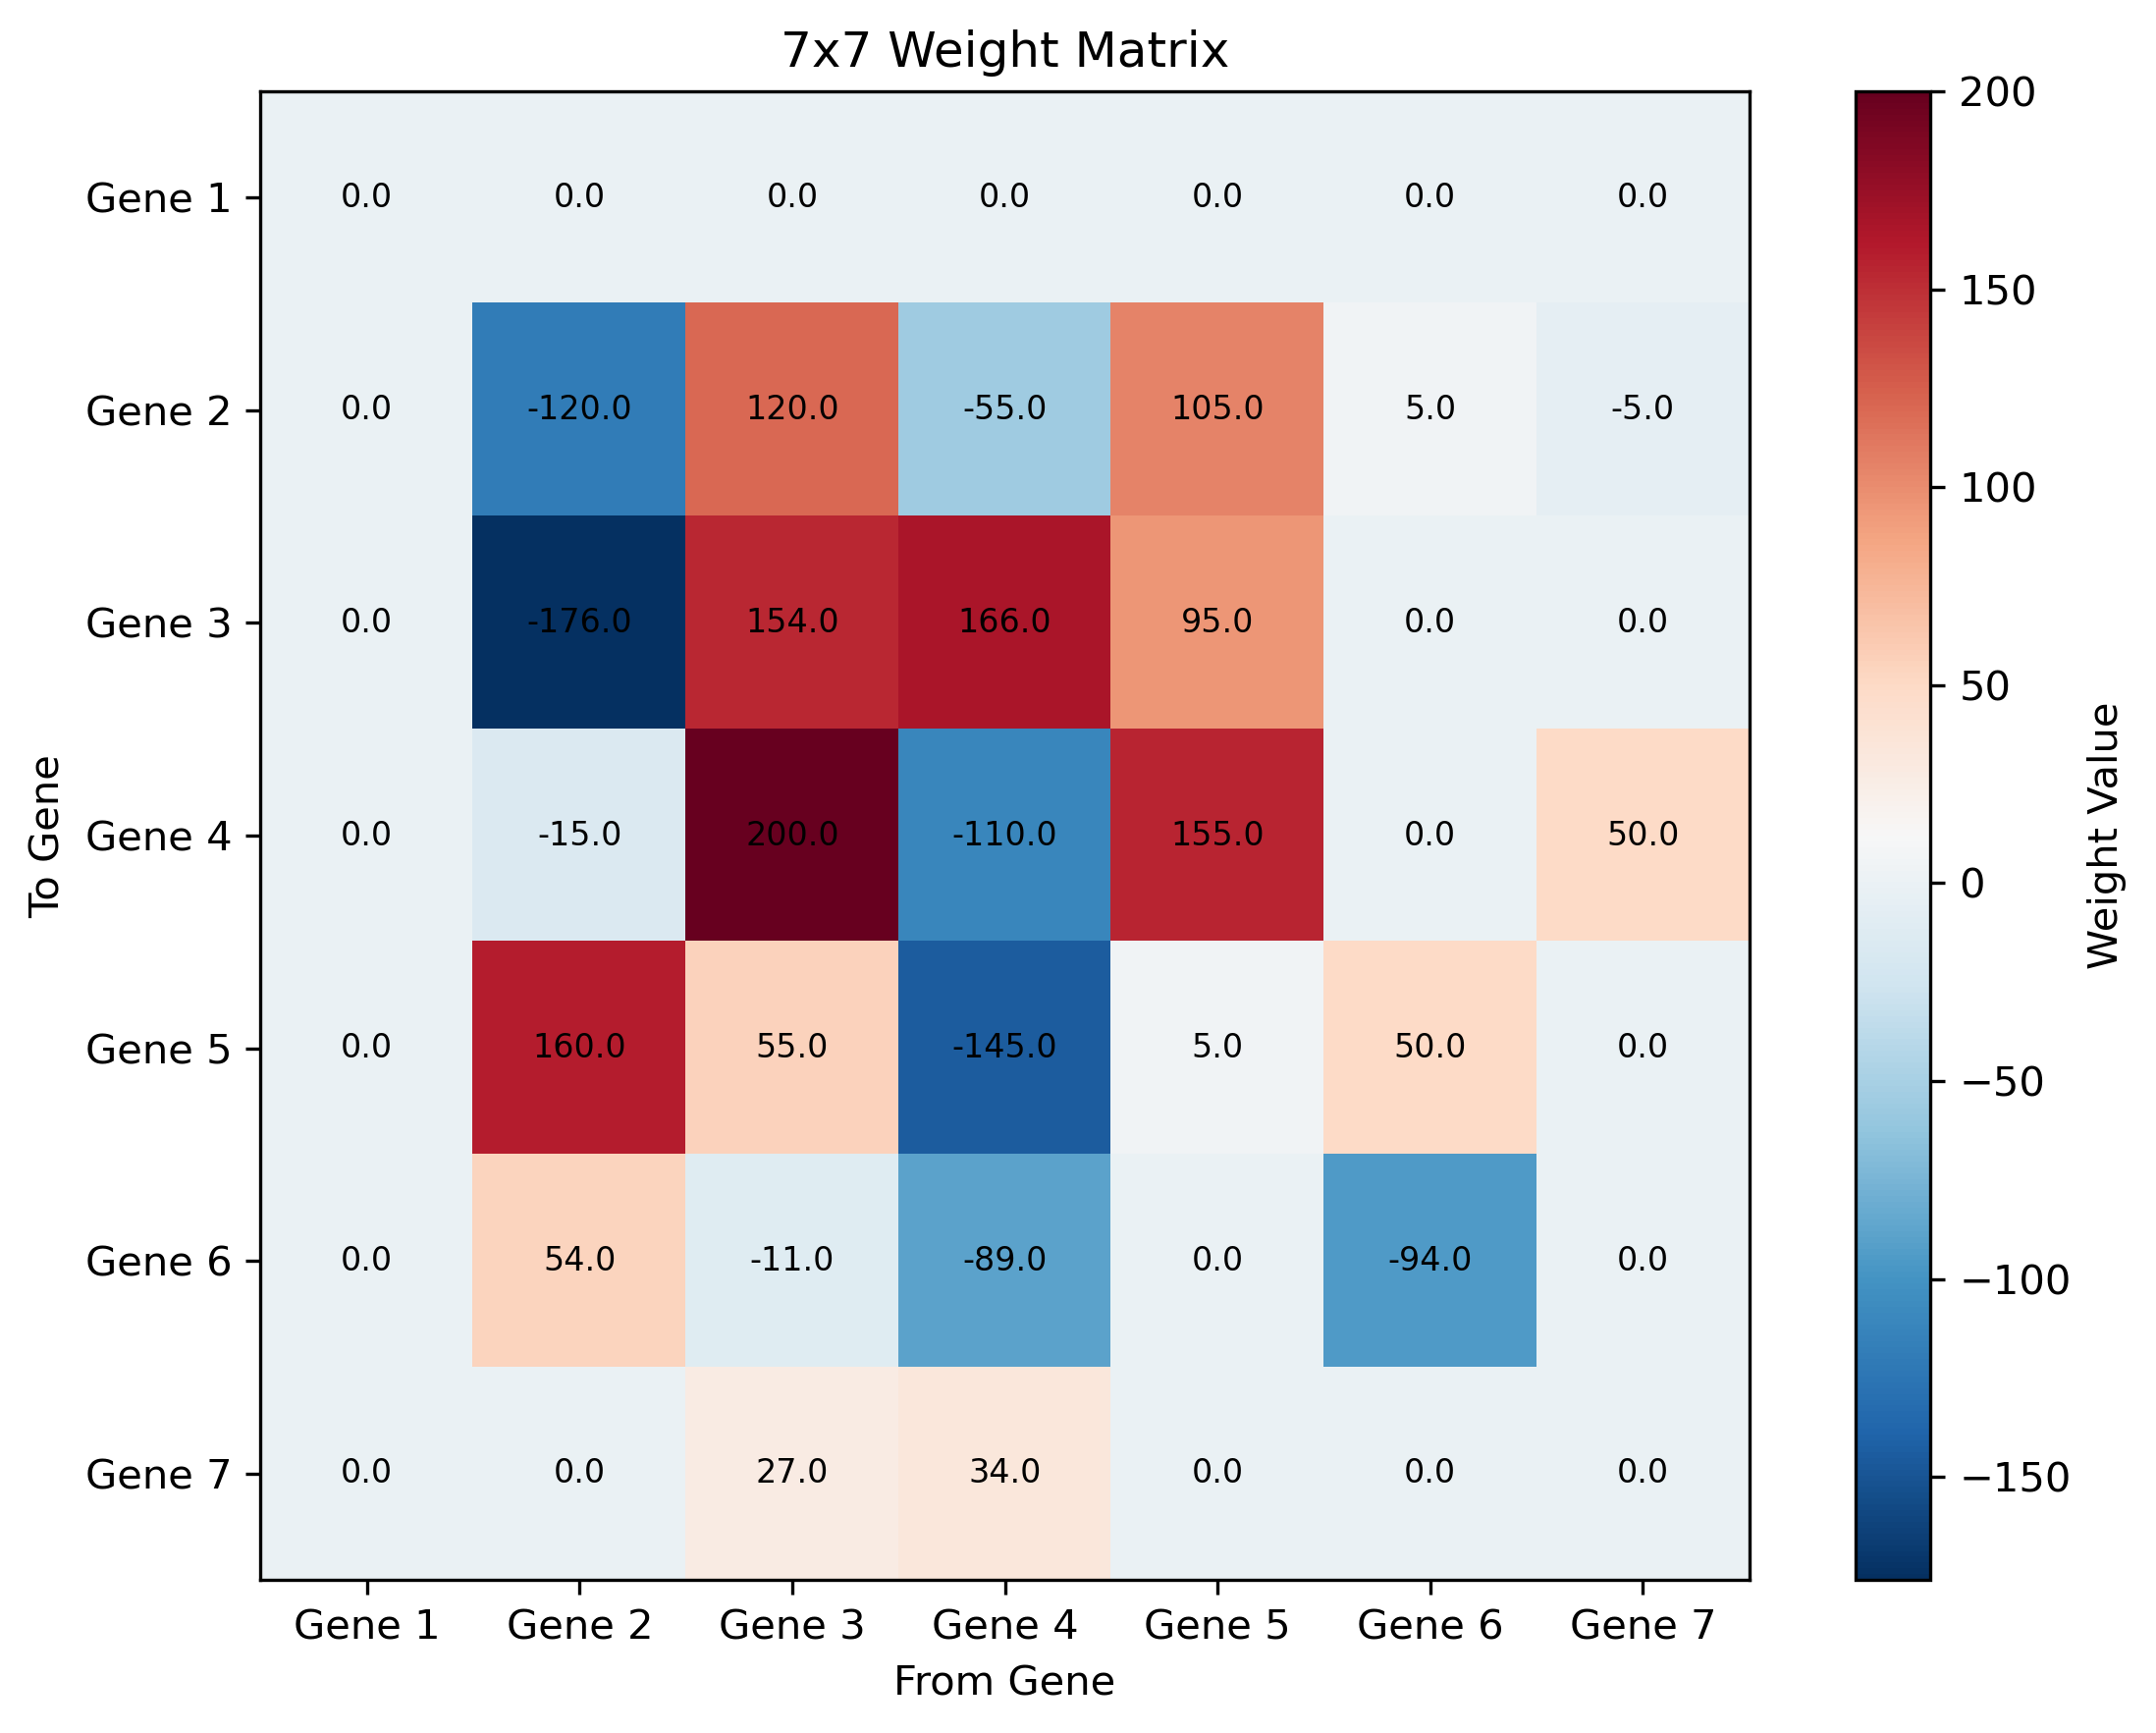 7x7 Weight Matrix
Gene 1 0.0 0.0 0.0 0.0 0.0 0.0 0.0
Gene 2 0.0 -120.0 120.0 -55.0 105.0 5.0 -5.0
Gene 3 0.0 -176.0 154.0 166.0 95.0 0.0 0.0
Gene 4 0.0 -15.0 200.0 -110.0 155.0 0.0 50.0
Gene 5 0.0 160.0 55.0 -145.0 5.0 50.0 0.0
Gene 6 0.0 54.0 -11.0 -89.0 0.0 -94.0 0.0
Gene 7 0.0 0.0 27.0 34.0 0.0 0.0 0.0
Gene 1 Gene 2 Gene 3 Gene 4 Gene 5 Gene 6 Gene 7
From Gene
To Gene
200
150
100
50
0
−50
−100
−150
Weight Value